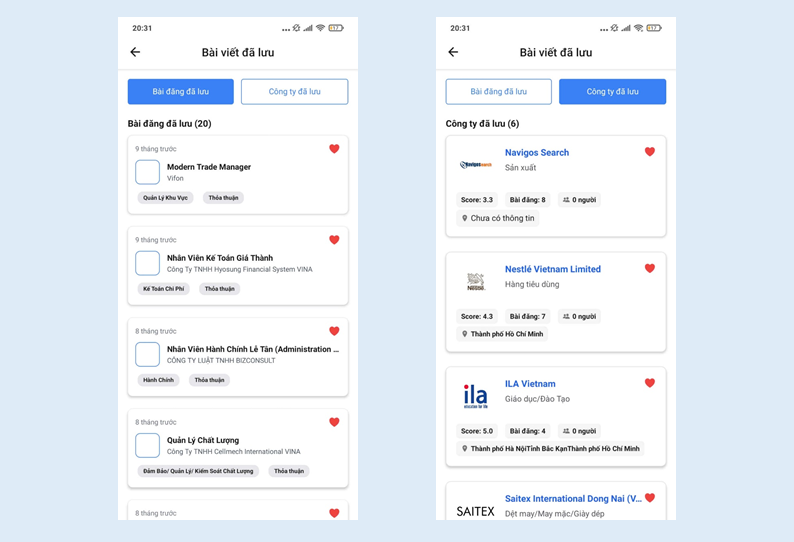 20:31
Bài viết đã lưu
Bài đăng đã lưu
Công ty đã lưu
Bài đăng đã lưu (20)
9 tháng trước
Modern Trade Manager
Vifon
Quản Lý Khu Vực
Thỏa thuận
9 tháng trước
Nhân Viên Kế Toán Giá Thành
Công Ty TNHH Hyosung Financial System VINA
Kế Toán Chi Phí
Thỏa thuận
8 tháng trước
Nhân Viên Hành Chính Lễ Tân (Administration ...
CÔNG TY LUẬT TNHH BIZCONSULT
Hành Chính
Thỏa thuận
8 tháng trước
Quản Lý Chất Lượng
Công Ty TNHH Cellmech International VINA
Đảm Bảo/ Quản Lý/ Kiểm Soát Chất Lượng
Thỏa thuận
8 tháng trước
20:31
Bài viết đã lưu
Bài đăng đã lưu
Công ty đã lưu
Công ty đã lưu (6)
Navigos Search
Navigos Search
Sản xuất
Score: 3.3
Bài đăng: 8
0 người
Chưa có thông tin
Nestlé
Nestlé Vietnam Limited
Hàng tiêu dùng
Score: 4.3
Bài đăng: 7
0 người
Thành phố Hồ Chí Minh
ila
ILA Vietnam
Giáo dục/Đào Tạo
Score: 5.0
Bài đăng: 4
0 người
Thành phố Hà NộiTỉnh Bắc KạnThành phố Hồ Chí Minh
SAITEX
Saitex International Dong Nai (V...
Dệt may/May mặc/Giày dép